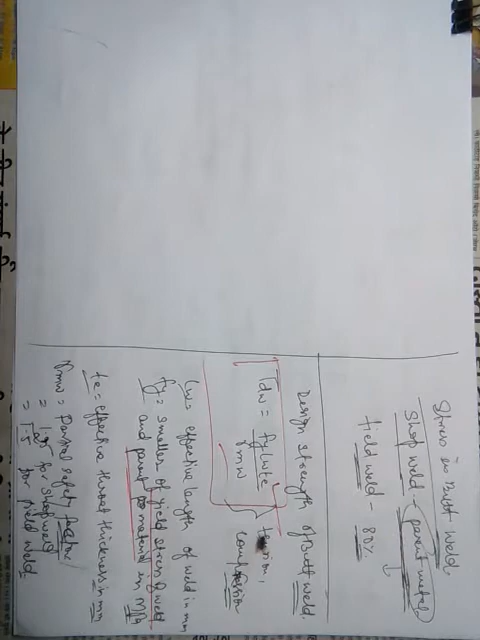 Stress in butt weld
Shop weld - parent metal
field weld - 80%
Design strength of Butt weld.
Tdw = fy lw te / γmw } tension, compression
lw = effective length of weld in mm
fy = smaller of yield stress of weld
and parent material in MPa
te = effective throat thickness in mm
γmw = Partial safety factor
= 1.25 for shop weld
= 1.5 for field weld